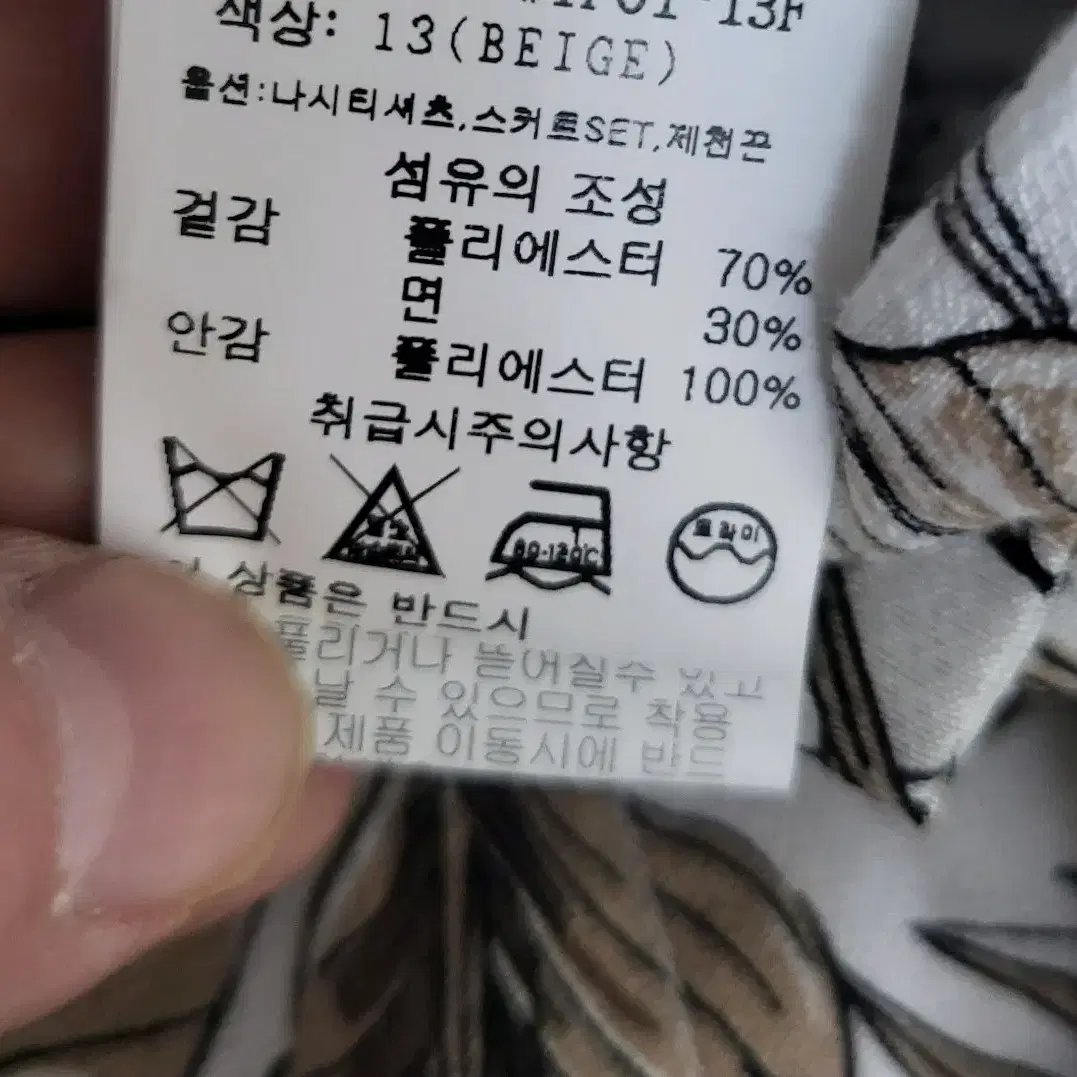 13F
색상: 13(BEIGE)
옵션:나시티셔츠,스커트SET,제천끈
섬유의 조성
겉감 폴리에스터 70%
면 30%
안감 폴리에스터 100%
취급시주의사항
80-120℃ 드라이
상품은 반드시
풀리거나 뜯어질수 있고
날 수 있으므로 착용
제품 이동시에 반드